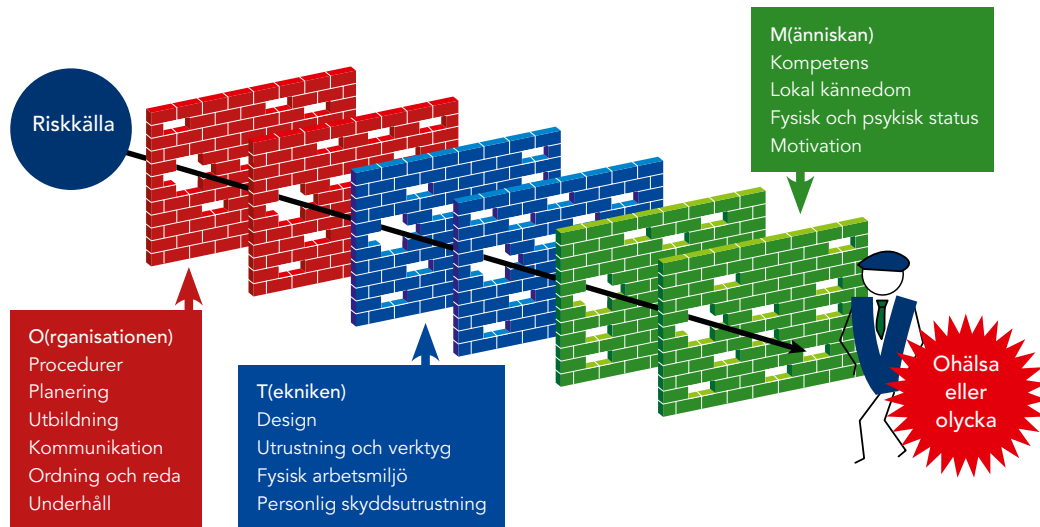 Riskkälla
M(änniskan)
Kompetens
Lokal kännedom
Fysisk och psykisk status
Motivation
O(rganisationen)
Procedurer
Planering
Utbildning
Kommunikation
Ordning och reda
Underhåll
T(ekniken)
Design
Utrustning och verktyg
Fysisk arbetsmiljö
Personlig skyddsutrustning
Ohälsa
eller
olycka